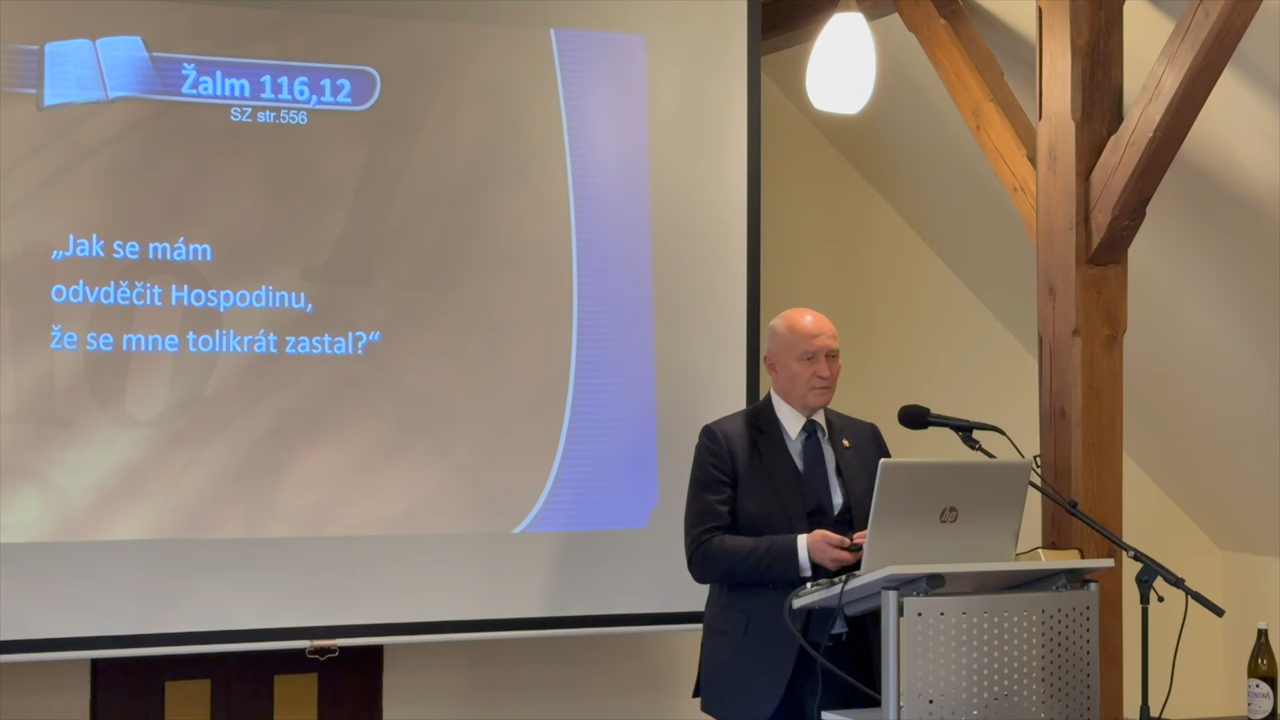 Žalm 116,12
SZ str.556
„Jak se mám
odvděčit Hospodinu,
že se mne tolikrát zastal?“
hp